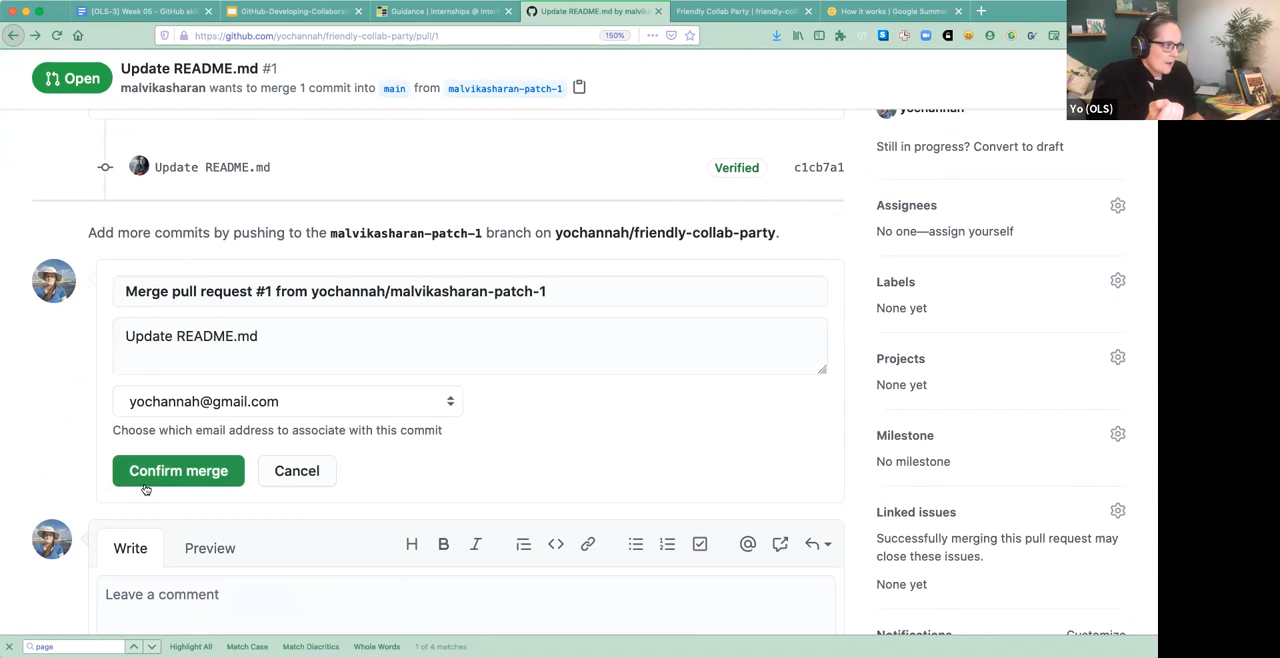 [OLS-3] Week 05 - GitHub ski
GitHub-Developing-Collabora
Guidance | Internships @ Inter
Update README.md by malvika
Friendly Collab Party | friendly-coll
How it works | Google Summe
https://github.com/yochannah/friendly-collab-party/pull/1
150%
Open
Update README.md #1
malvikasharan wants to merge 1 commit into main from malvikasharan-patch-1
Yo (OLS)
yochannah
Still in progress? Convert to draft
Update README.md
Verified
c1cb7a1
Assignees
No one—assign yourself
Add more commits by pushing to the malvikasharan-patch-1 branch on yochannah/friendly-collab-party.
Merge pull request #1 from yochannah/malvikasharan-patch-1
Update README.md
yochannah@gmail.com
Choose which email address to associate with this commit
Confirm merge
Cancel
Labels
None yet
Projects
None yet
Milestone
No milestone
Linked issues
Successfully merging this pull request may
close these issues.
None yet
Notifications
Customize
Write
Preview
H B I
Leave a comment
page
Highlight All
Match Case
Match Diacritics
Whole Words
1 of 4 matches